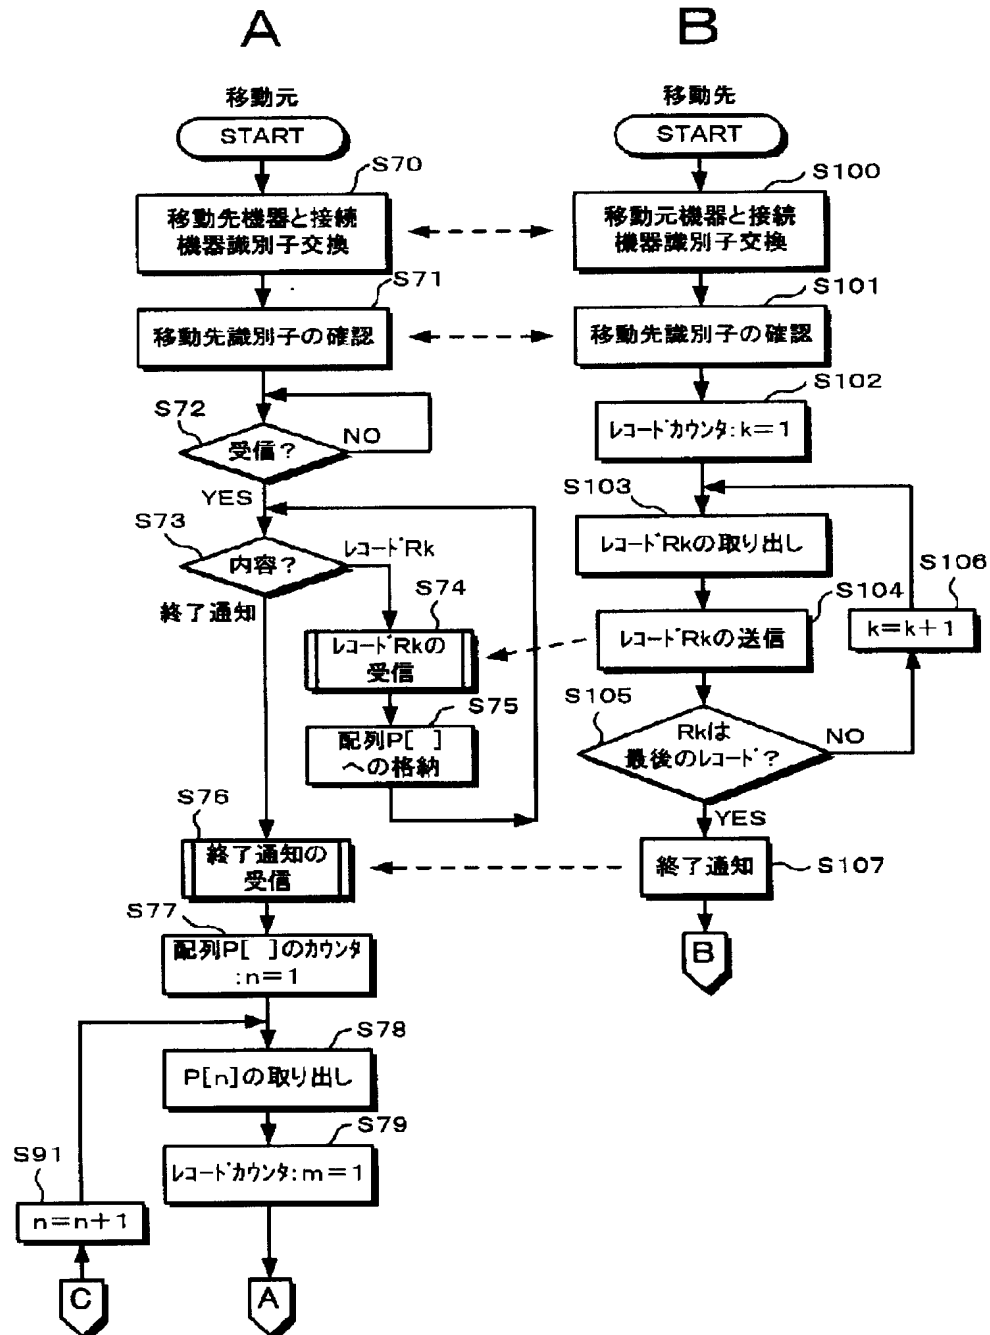 A
移動元
START
S70
移動先機器と接続
機器識別子交換
S71
移動先識別子の確認
S72
受信?
NO
YES
S73
内容?
レコードRk
終了通知
S74
レコードRkの
受信
S75
配列P[ ]
への格納
S76
終了通知の
受信
S77
配列P[ ]のカウンタ
:n=1
S78
P[n]の取り出し
S79
レコードカウンタ:m=1
S91
n=n+1
C
A
B
移動先
START
S100
移動元機器と接続
機器識別子交換
S101
移動先識別子の確認
S102
レコードカウンタ:k=1
S103
レコードRkの取り出し
S104
レコードRkの送信
S106
k=k+1
S105
Rkは
最後のレコード?
NO
YES
終了通知
S107
B